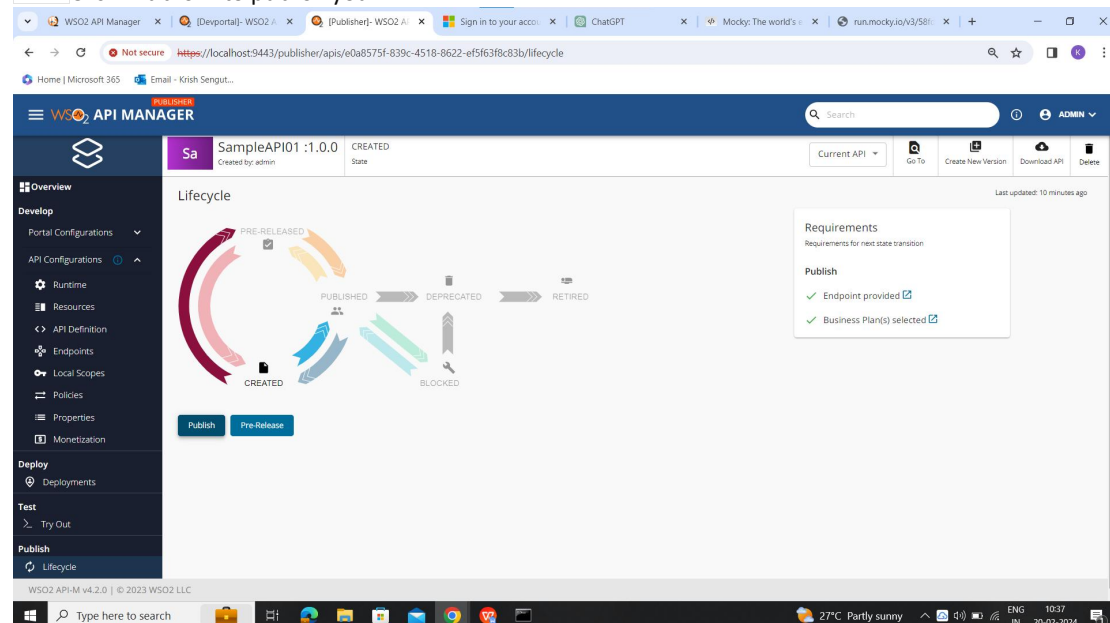 WSO2 API Manager
[Devportal]- WSO2 A
[Publisher]- WSO2 AP
Sign in to your accou
ChatGPT
Mocky: The world's e
run.mocky.io/v3/58f
Not secure https://localhost:9443/publisher/apis/e0a8575f-839c-4518-8622-ef5f63f8c83b/lifecycle
K
Home | Microsoft 365
Email - Krish Sengut...
PUBLISHER
WSO2 API MANAGER
Search
ADMIN
Sa
SampleAPI01 :1.0.0
Created by: admin
CREATED
State
Current API
Go To
Create New Version
Download API
Delete
Overview
Develop
Portal Configurations
API Configurations
Runtime
Resources
API Definition
Endpoints
Local Scopes
Policies
Properties
Monetization
Deploy
Deployments
Test
Try Out
Publish
Lifecycle
Lifecycle
Last updated: 10 minutes ago
PRE-RELEASED
PUBLISHED
DEPRECATED
RETIRED
CREATED
BLOCKED
Publish
Pre-Release
Requirements
Requirements for next state transition
Publish
Endpoint provided
Business Plan(s) selected
WSO2 API-M v4.2.0 | © 2023 WSO2 LLC
Type here to search
27°C Partly sunny
ENG
IN
10:37
20-02-2024